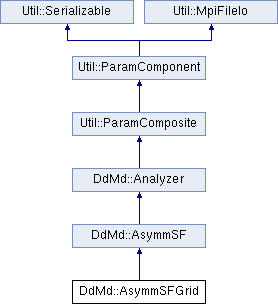 Util::Serializable
Util::MpiFileIo
Util::ParamComponent
Util::ParamComposite
DdMd::Analyzer
DdMd::AsymmSF
DdMd::AsymmSFGrid